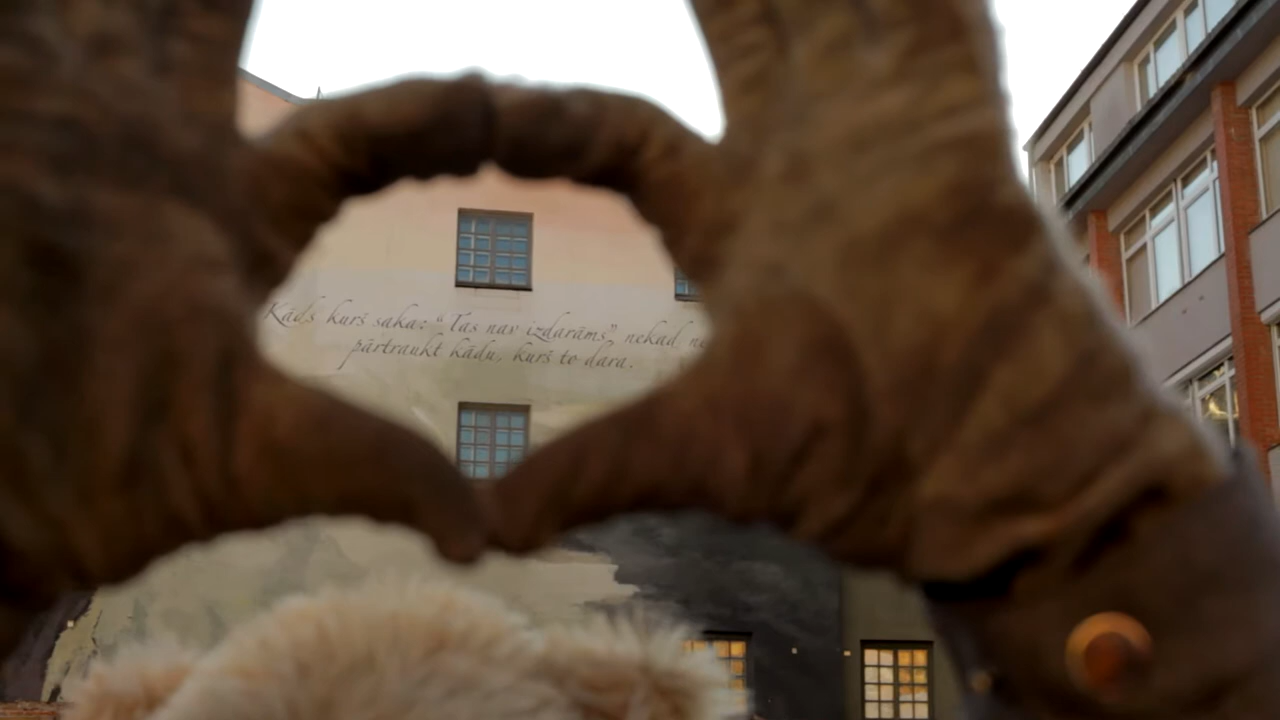 Kāds kurš saka: “Tas nav izdarāms” nekad
pārtraukt kādu, kurš to dara.